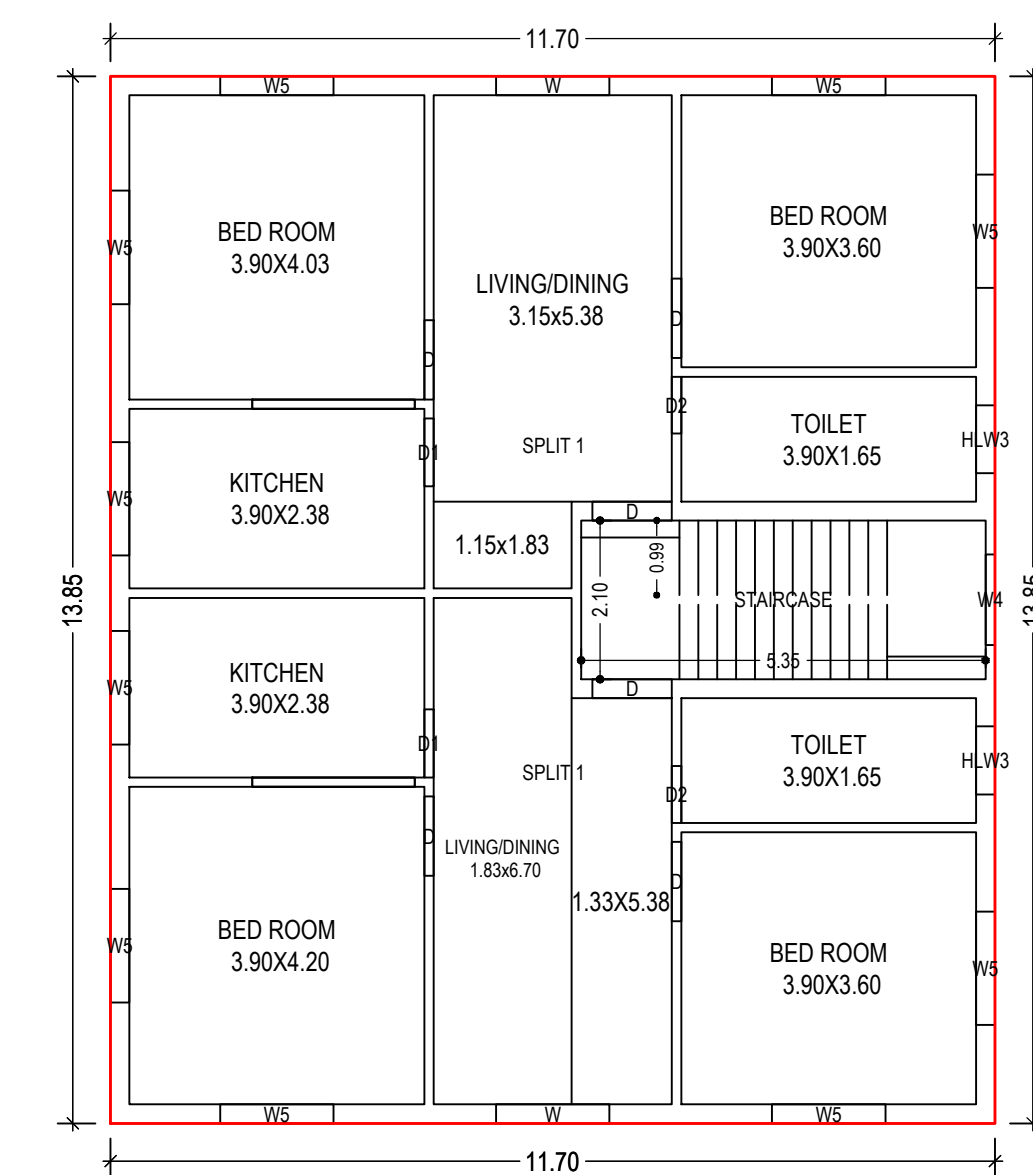 11.70
W5
W
W5
BED ROOM
3.90X4.03
BED ROOM
3.90X3.60
W5
W5
LIVING/DINING
3.15x5.38
D
D
D2
TOILET
3.90X1.65
HLW3
SPLIT 1
D1
KITCHEN
3.90X2.38
W5
D
1.15x1.83
0.99
2.10
STAIRCASE
W4
13.85
13.85
5.35
KITCHEN
3.90X2.38
W5
D
D1
TOILET
3.90X1.65
HLW3
SPLIT 1
D2
D
LIVING/DINING
1.83x6.70
D
1.33X5.38
BED ROOM
3.90X4.20
W5
BED ROOM
3.90X3.60
W5
W5
W
W5
11.70